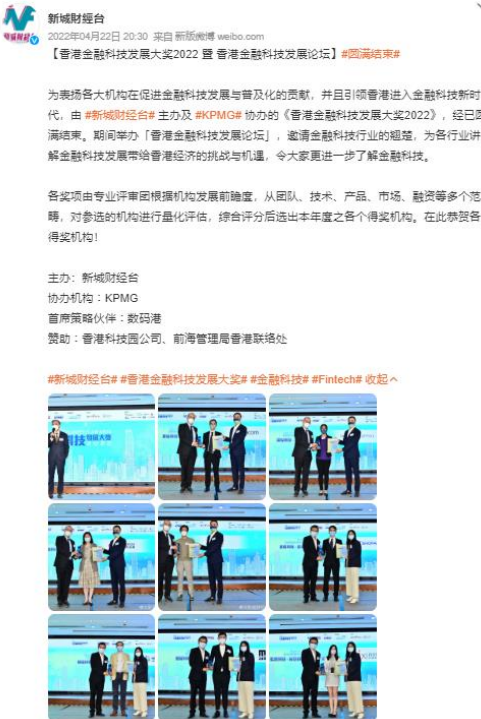 新城财經台
2022年04月22日 20:30 来自 新版微博 weibo.com
【香港金融科技发展大奖2022 暨 香港金融科技发展论坛】#圆满结束#
为表扬各大机构在促进金融科技发展与普及化的贡献，并且引领香港进入金融科技新时
代，由 #新城财经台# 主办及 #KPMG# 协办的《香港金融科技发展大奖2022》，经已圆
满结束。期间举办「香港金融科技发展论坛」，邀请金融科技行业的翘楚，为各行业讲
解金融科技发展带给香港经济的挑战与机遇，令大家更进一步了解金融科技。
各奖项由专业评审团根据机构发展前瞻度，从团队、技术、产品、市场、融资等多个范
畴，对参选的机构进行量化评估，综合评分后选出本年度之各个得奖机构。在此恭贺各
得奖机构！
主办：新城财经台
协办机构：KPMG
首席策略伙伴：数码港
赞助：香港科技园公司、前海管理局香港联络处
#新城财经台# #香港金融科技发展大奖# #金融科技# #Fintech# 收起